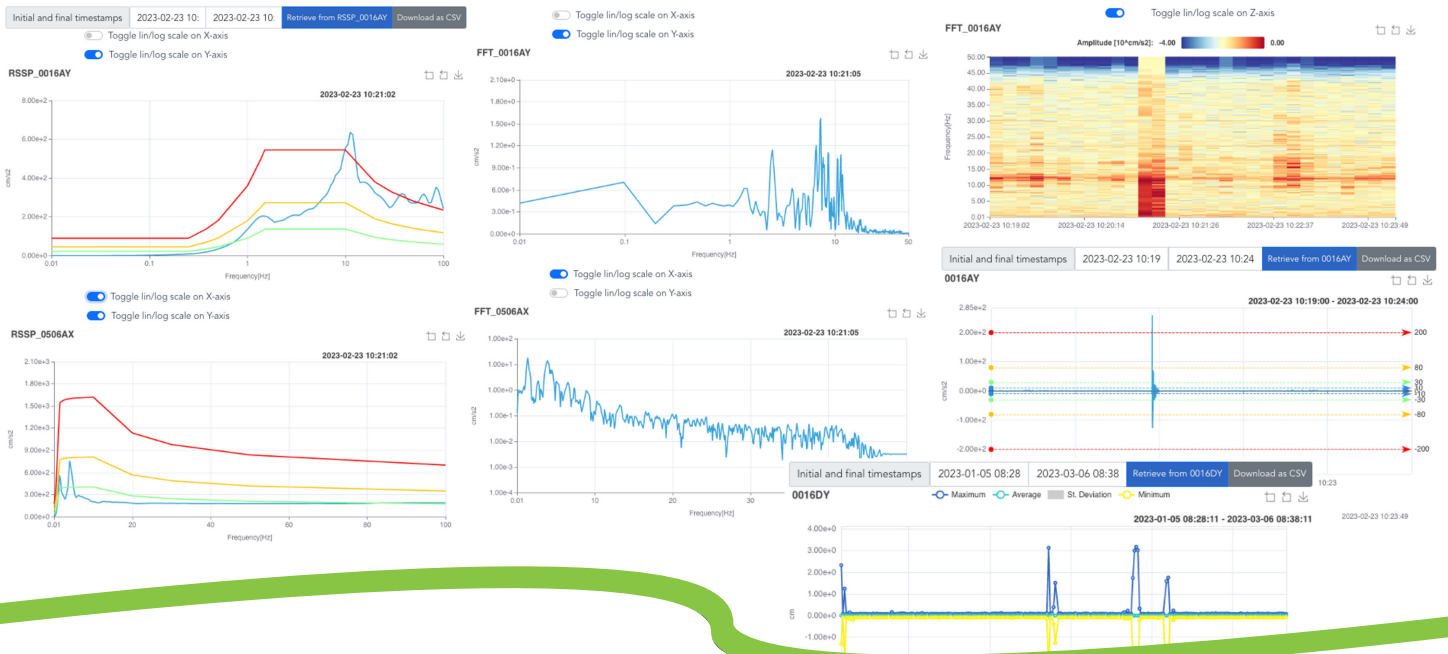 Initial and final timestamps 2023-02-23 10: 2023-02-23 10: Retrieve from RSSP_0016AY Download as CSV
Toggle lin/log scale on X-axis
Toggle lin/log scale on Y-axis
RSSP_0016AY
2023-02-23 10:21:02
8.00e+2
6.00e+2
4.00e+2
2.00e+2
0.00e+0
cm/s2
0.01 0.1 1 10 100
Frequency[Hz]
Toggle lin/log scale on X-axis
Toggle lin/log scale on Y-axis
RSSP_0506AX
2023-02-23 10:21:02
2.10e+3
1.80e+3
1.50e+3
1.20e+3
9.00e+2
6.00e+2
3.00e+2
0.00e+0
cm/s2
0.01 20 40 60 80 100
Frequency[Hz]
Toggle lin/log scale on X-axis
Toggle lin/log scale on Y-axis
FFT_0016AY
2023-02-23 10:21:05
2.10e+0
1.80e+0
1.50e+0
1.20e+0
9.00e-1
6.00e-1
3.00e-1
0.00e+0
cm/s2
0.01 0.1 1 10 50
Frequency[Hz]
Toggle lin/log scale on X-axis
Toggle lin/log scale on Y-axis
FFT_0506AX
2023-02-23 10:21:05
1.00e+2
1.00e+1
1.00e+0
1.00e-1
1.00e-2
1.00e-3
1.00e-4
cm/s2
0.01 10 20 30
Frequency[Hz]
Toggle lin/log scale on Z-axis
FFT_0016AY
Amplitude [10^cm/s2]: -4.00 0.00
50.00
45.00
40.00
35.00
30.00
25.00
20.00
15.00
10.00
5.00
0.01
Frequency[Hz]
2023-02-23 10:19:02 2023-02-23 10:20:14 2023-02-23 10:21:26 2023-02-23 10:22:37 2023-02-23 10:23:49
Initial and final timestamps 2023-02-23 10:19 2023-02-23 10:24 Retrieve from 0016AY Download as CSV
0016AY
2023-02-23 10:19:00 - 2023-02-23 10:24:00
2.85e+2
2.00e+2
1.00e+2
0.00e+0
-1.00e+2
-2.00e+2
cm/s2
200
80
30
10
-10
-30
-80
-200
10:23
Initial and final timestamps 2023-01-05 08:28 2023-03-06 08:38 Retrieve from 0016DY Download as CSV
0016DY
Maximum Average St. Deviation Minimum
2023-01-05 08:28:11 - 2023-03-06 08:38:11
2023-02-23 10:23:49
4.00e+0
3.00e+0
2.00e+0
1.00e+0
0.00e+0
-1.00e+0
cm